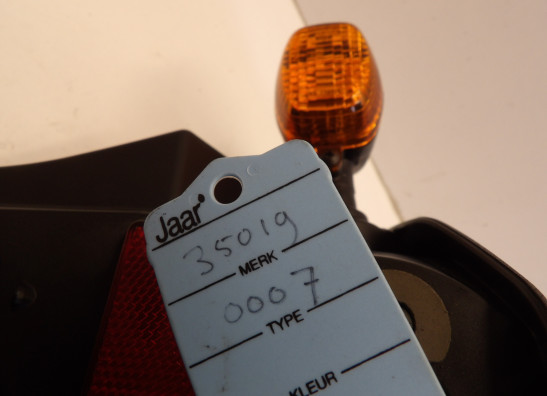 Jaar'
35019
MERK
0007
TYPE
KLEUR